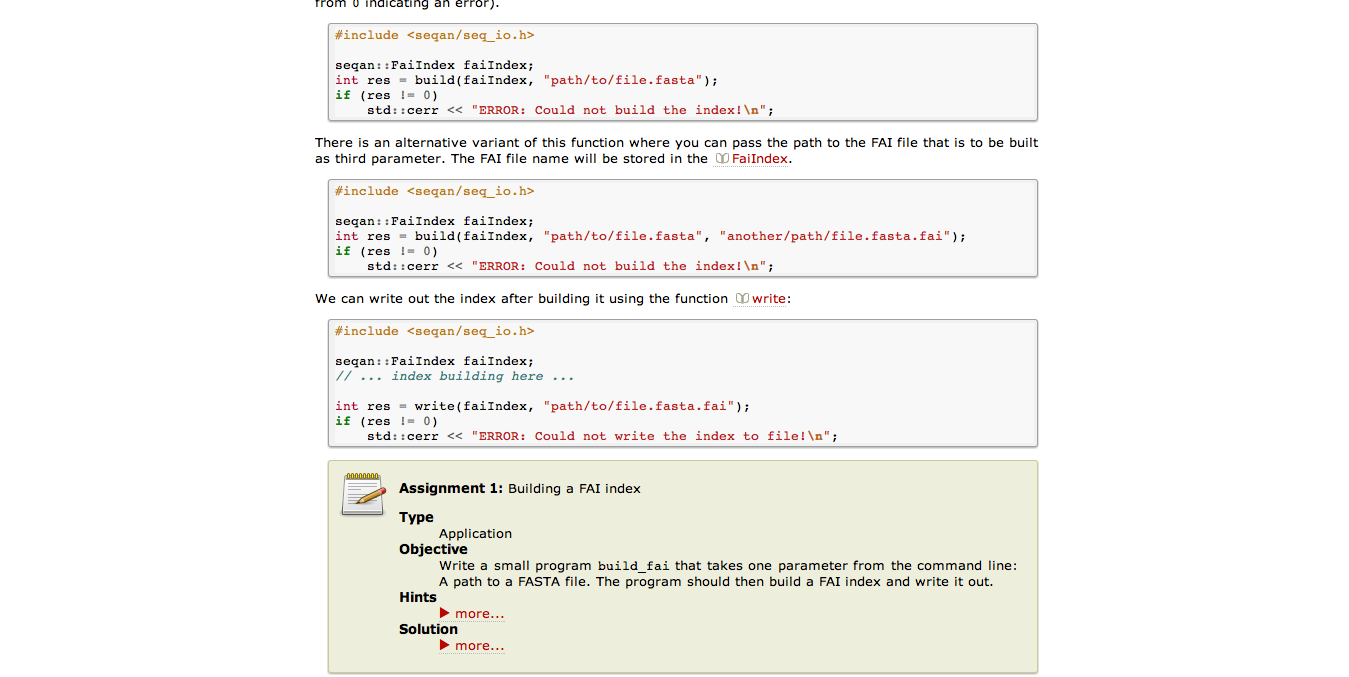 from 0 indicating an error).
#include <seqan/seq_io.h>
seqan::FaiIndex faiIndex;
int res = build(faiIndex, "path/to/file.fasta");
if (res != 0)
std::cerr << "ERROR: Could not build the index!\n";
There is an alternative variant of this function where you can pass the path to the FAI file that is to be built
as third parameter. The FAI file name will be stored in the FaiIndex.
#include <seqan/seq_io.h>
seqan::FaiIndex faiIndex;
int res = build(faiIndex, "path/to/file.fasta", "another/path/file.fasta.fai");
if (res != 0)
std::cerr << "ERROR: Could not build the index!\n";
We can write out the index after building it using the function write:
#include <seqan/seq_io.h>
seqan::FaiIndex faiIndex;
// ... index building here ...
int res = write(faiIndex, "path/to/file.fasta.fai");
if (res != 0)
std::cerr << "ERROR: Could not write the index to file!\n";
Assignment 1: Building a FAI index
Type
Application
Objective
Write a small program build_fai that takes one parameter from the command line:
A path to a FASTA file. The program should then build a FAI index and write it out.
Hints
more...
Solution
more...